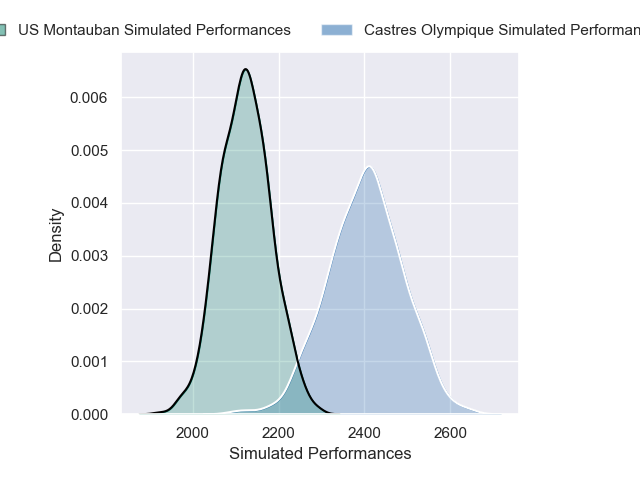 US Montauban Simulated Performances
Castres Olympique Simulated Performan
0.006
0.005
0.004
0.003
0.002
0.001
0.000
Density
2000 2200 2400 2600
Simulated Performances